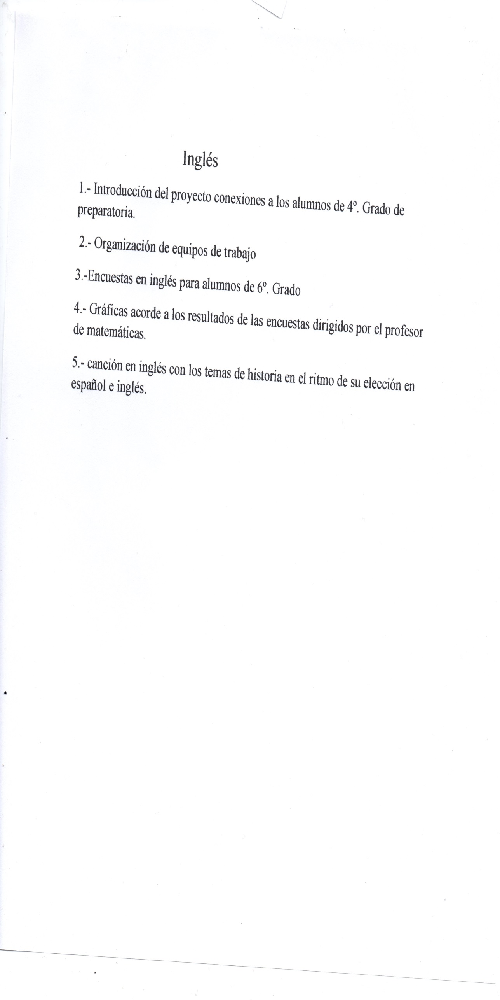 Inglés
1.- Introducción del proyecto conexiones a los alumnos de 4º. Grado de
preparatoria.
2.- Organización de equipos de trabajo
3.-Encuestas en inglés para alumnos de 6º. Grado
4.- Gráficas acorde a los resultados de las encuestas dirigidos por el profesor
de matemáticas.
5.- canción en inglés con los temas de historia en el ritmo de su elección en
español e inglés.